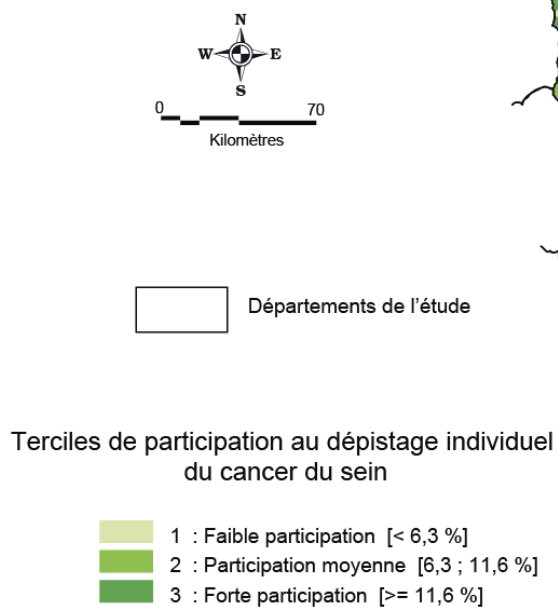 N
W E
S
0 70
Kilomètres
Départements de l'étude
Terciles de participation au dépistage individuel
du cancer du sein
1 : Faible participation [< 6,3 %]
2 : Participation moyenne [6,3 ; 11,6 %]
3 : Forte participation [>= 11,6 %]